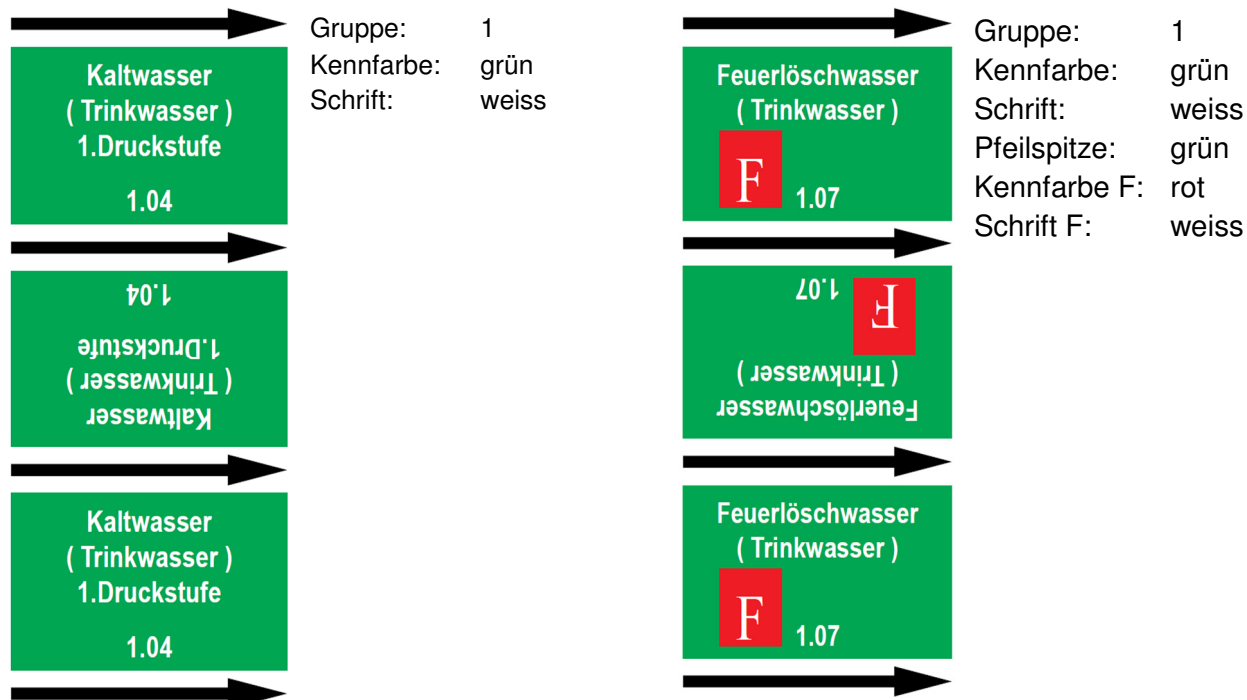 Kaltwasser
( Trinkwasser )
1.Druckstufe
1.04
1.04
1.Druckstufe
( Trinkwasser )
Kaltwasser
Kaltwasser
( Trinkwasser )
1.Druckstufe
1.04
Gruppe: 1
Kennfarbe: grün
Schrift: weiss
Feuerlöschwasser
( Trinkwasser )
F 1.07
1.07 F
( Trinkwasser )
Feuerlöschwasser
Feuerlöschwasser
( Trinkwasser )
F 1.07
Gruppe: 1
Kennfarbe: grün
Schrift: weiss
Pfeilspitze: grün
Kennfarbe F: rot
Schrift F: weiss